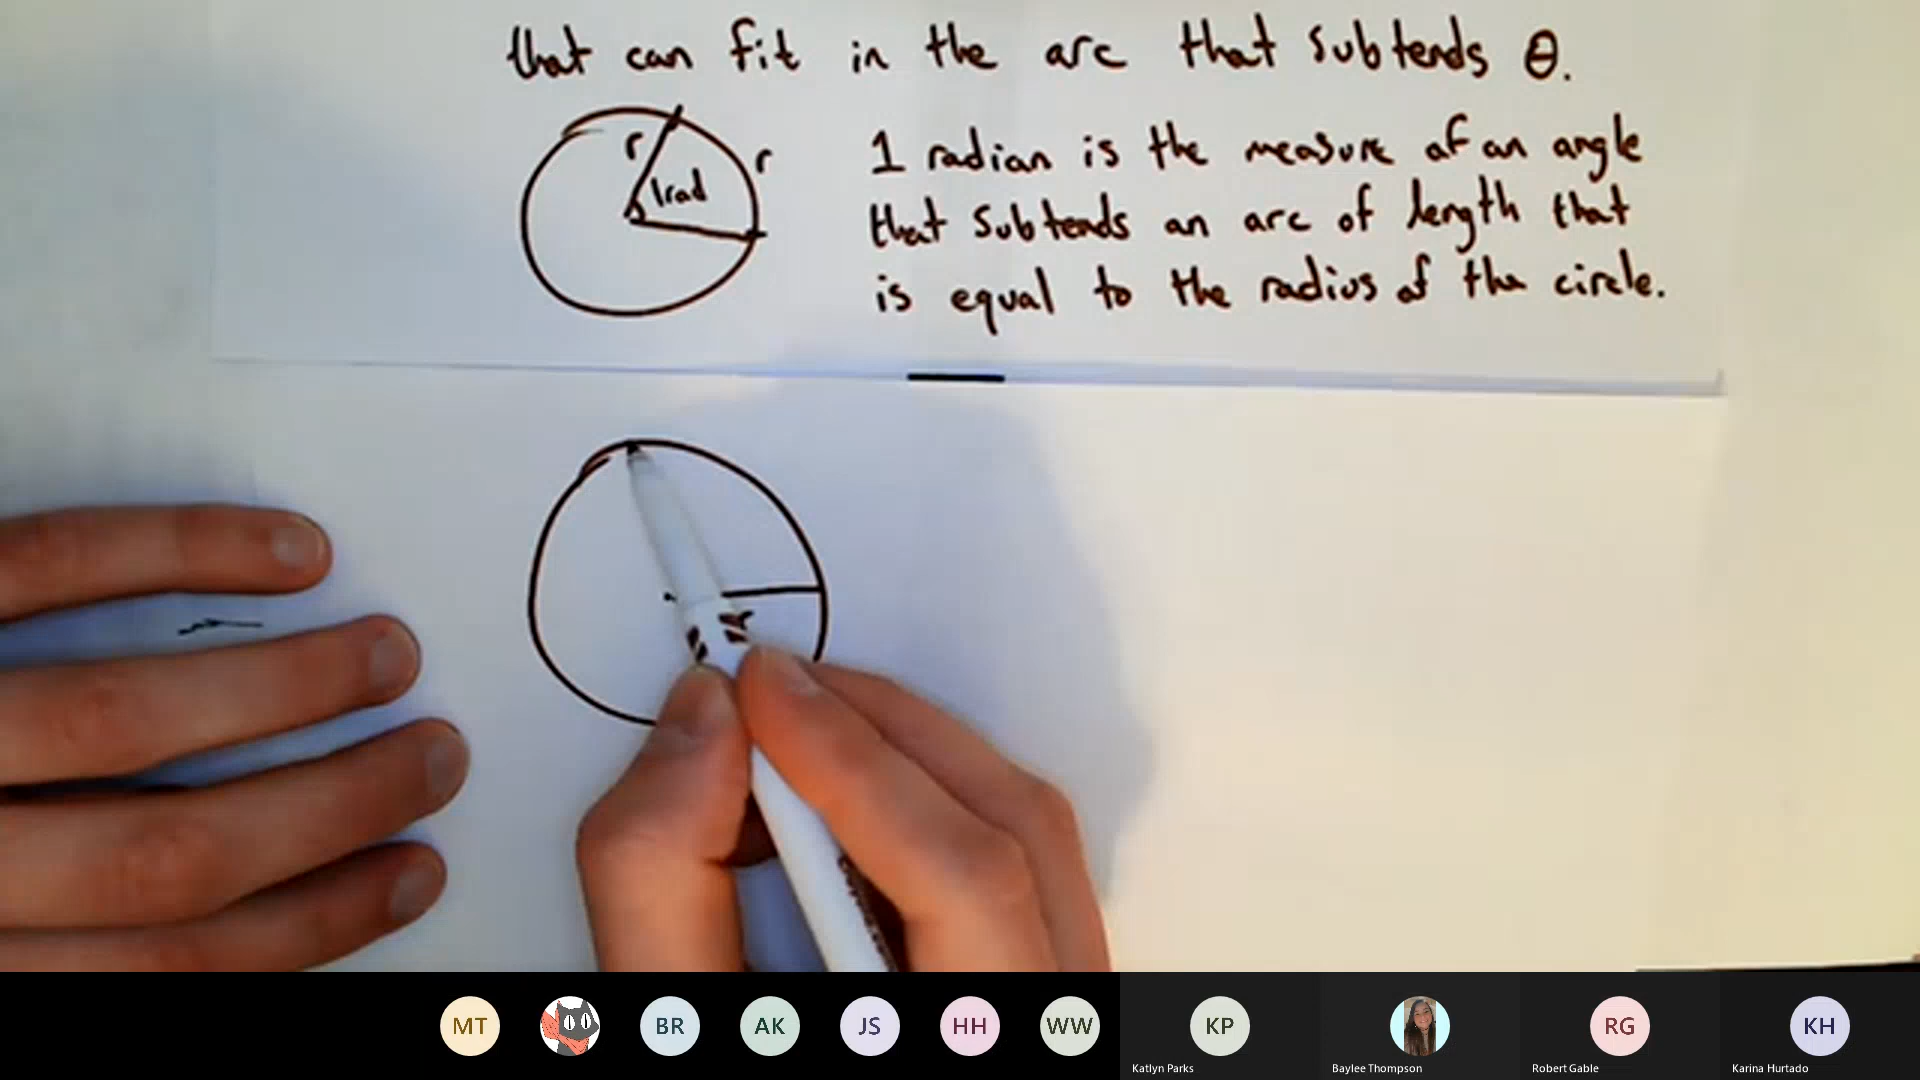 that can fit in the arc that subtends θ.
r
r
1rad
1 radian is the measure of an angle
that subtends an arc of length that
is equal to the radius of the circle.
r
MT
BR
AK
JS
HH
WW
KP
RG
KH
Katlyn Parks
Baylee Thompson
Robert Gable
Karina Hurtado